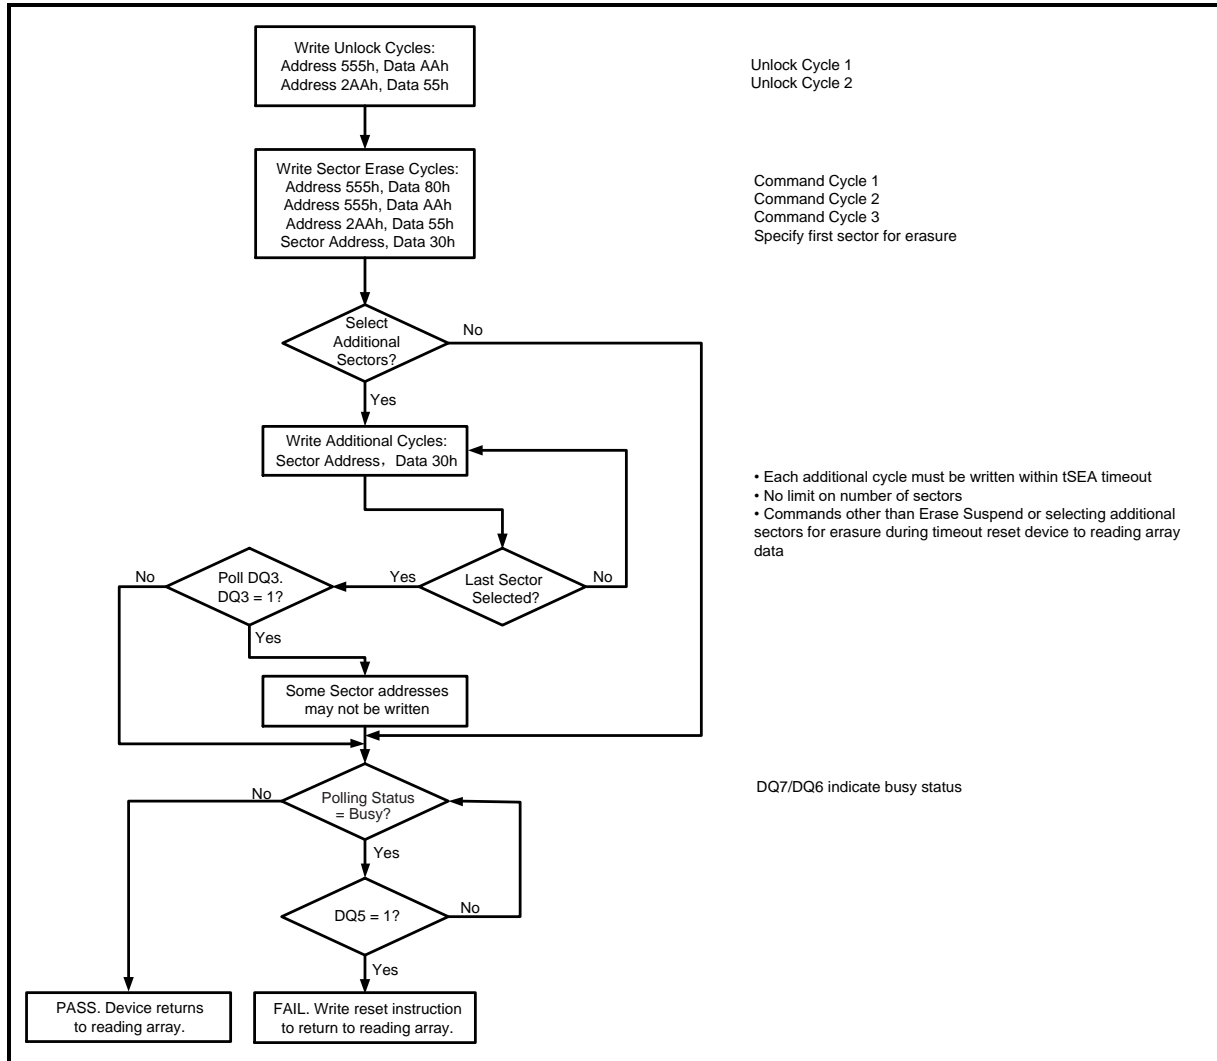 Write Unlock Cycles:
Address 555h, Data AAh
Address 2AAh, Data 55h
Unlock Cycle 1
Unlock Cycle 2
Write Sector Erase Cycles:
Address 555h, Data 80h
Address 555h, Data AAh
Address 2AAh, Data 55h
Sector Address, Data 30h
Command Cycle 1
Command Cycle 2
Command Cycle 3
Specify first sector for erasure
Select
Additional
Sectors?
No
Yes
Write Additional Cycles:
Sector Address，Data 30h
• Each additional cycle must be written within tSEA timeout
• No limit on number of sectors
• Commands other than Erase Suspend or selecting additional
sectors for erasure during timeout reset device to reading array
data
No
Poll DQ3.
DQ3 = 1?
Yes
Last Sector
Selected?
No
Yes
Some Sector addresses
may not be written
No
Polling Status
= Busy?
DQ7/DQ6 indicate busy status
Yes
DQ5 = 1?
No
Yes
PASS. Device returns
to reading array.
FAIL. Write reset instruction
to return to reading array.